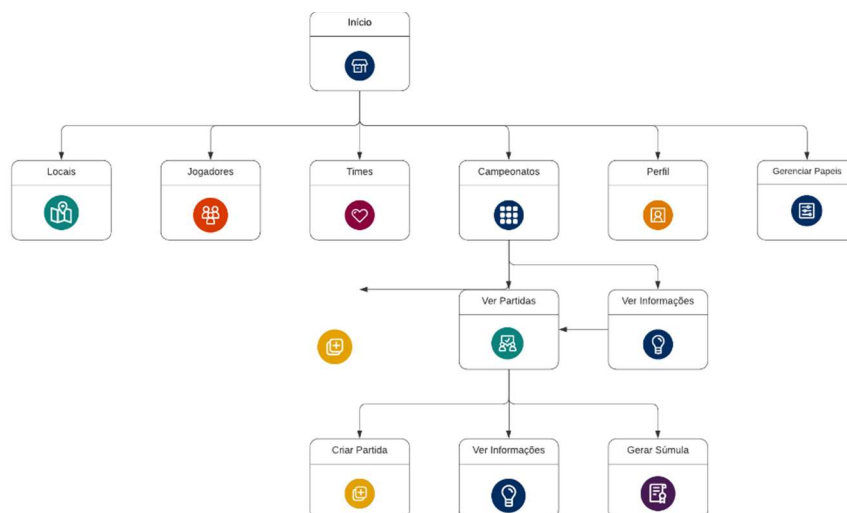 Início
Locais
Jogadores
Times
Campeonatos
Perfil
Gerenciar Papeis
Ver Partidas
Ver Informações
Criar Partida
Ver Informações
Gerar Súmula